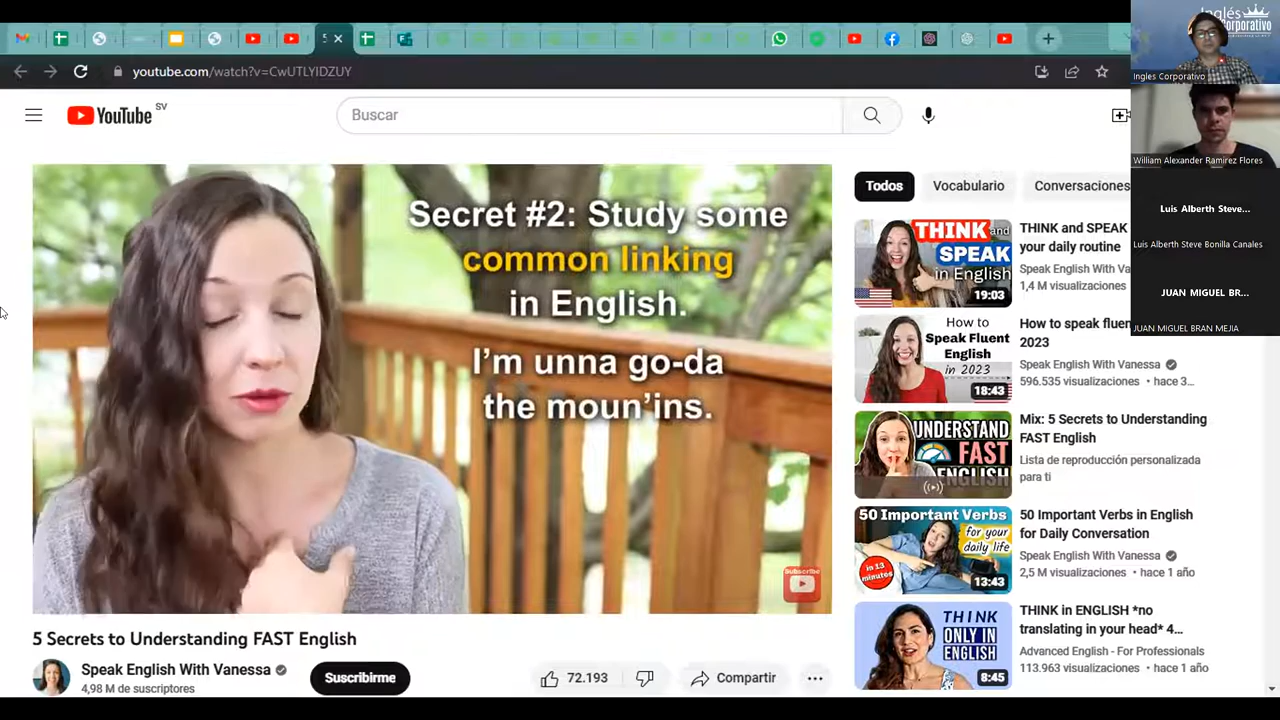 youtube.com/watch?v=CwUTLYIDZUY
YouTube SV
Buscar
Secret #2: Study some
common linking
in English.
I'm unna go-da
the moun'ins.
Subscribe
5 Secrets to Understanding FAST English
Speak English With Vanessa
4,98 M de suscriptores
Suscribirme
72.193
Compartir
Todos
Vocabulario
Conversaciones
THINK and
SPEAK
in English
19:03
THINK and SPEAK
your daily routine
Speak English With Va
1,4 M visualizaciones
How to
Speak Fluent
English
in 2023
18:43
How to speak fluen
2023
Speak English With Vanessa
596.535 visualizaciones • hace 3...
UNDERSTAND
FAST
ENGLISH
Mix: 5 Secrets to Understanding
FAST English
Lista de reproducción personalizada
para ti
50 Important Verbs
for your
daily life
in 13
minutes
13:43
50 Important Verbs in English
for Daily Conversation
Speak English With Vanessa
2,5 M visualizaciones • hace 1 año
THINK
ONLY IN
ENGLISH
8:45
THINK in ENGLISH *no
translating in your head* 4...
Advanced English - For Professionals
113.963 visualizaciones • hace 1 año
Inglés
Corporativo
Ingles Corporativo
William Alexander Ramirez Flores
Luis Alberth Steve...
Luis Alberth Steve Bonilla Canales
JUAN MIGUEL BR...
JUAN MIGUEL BRAN MEJIA